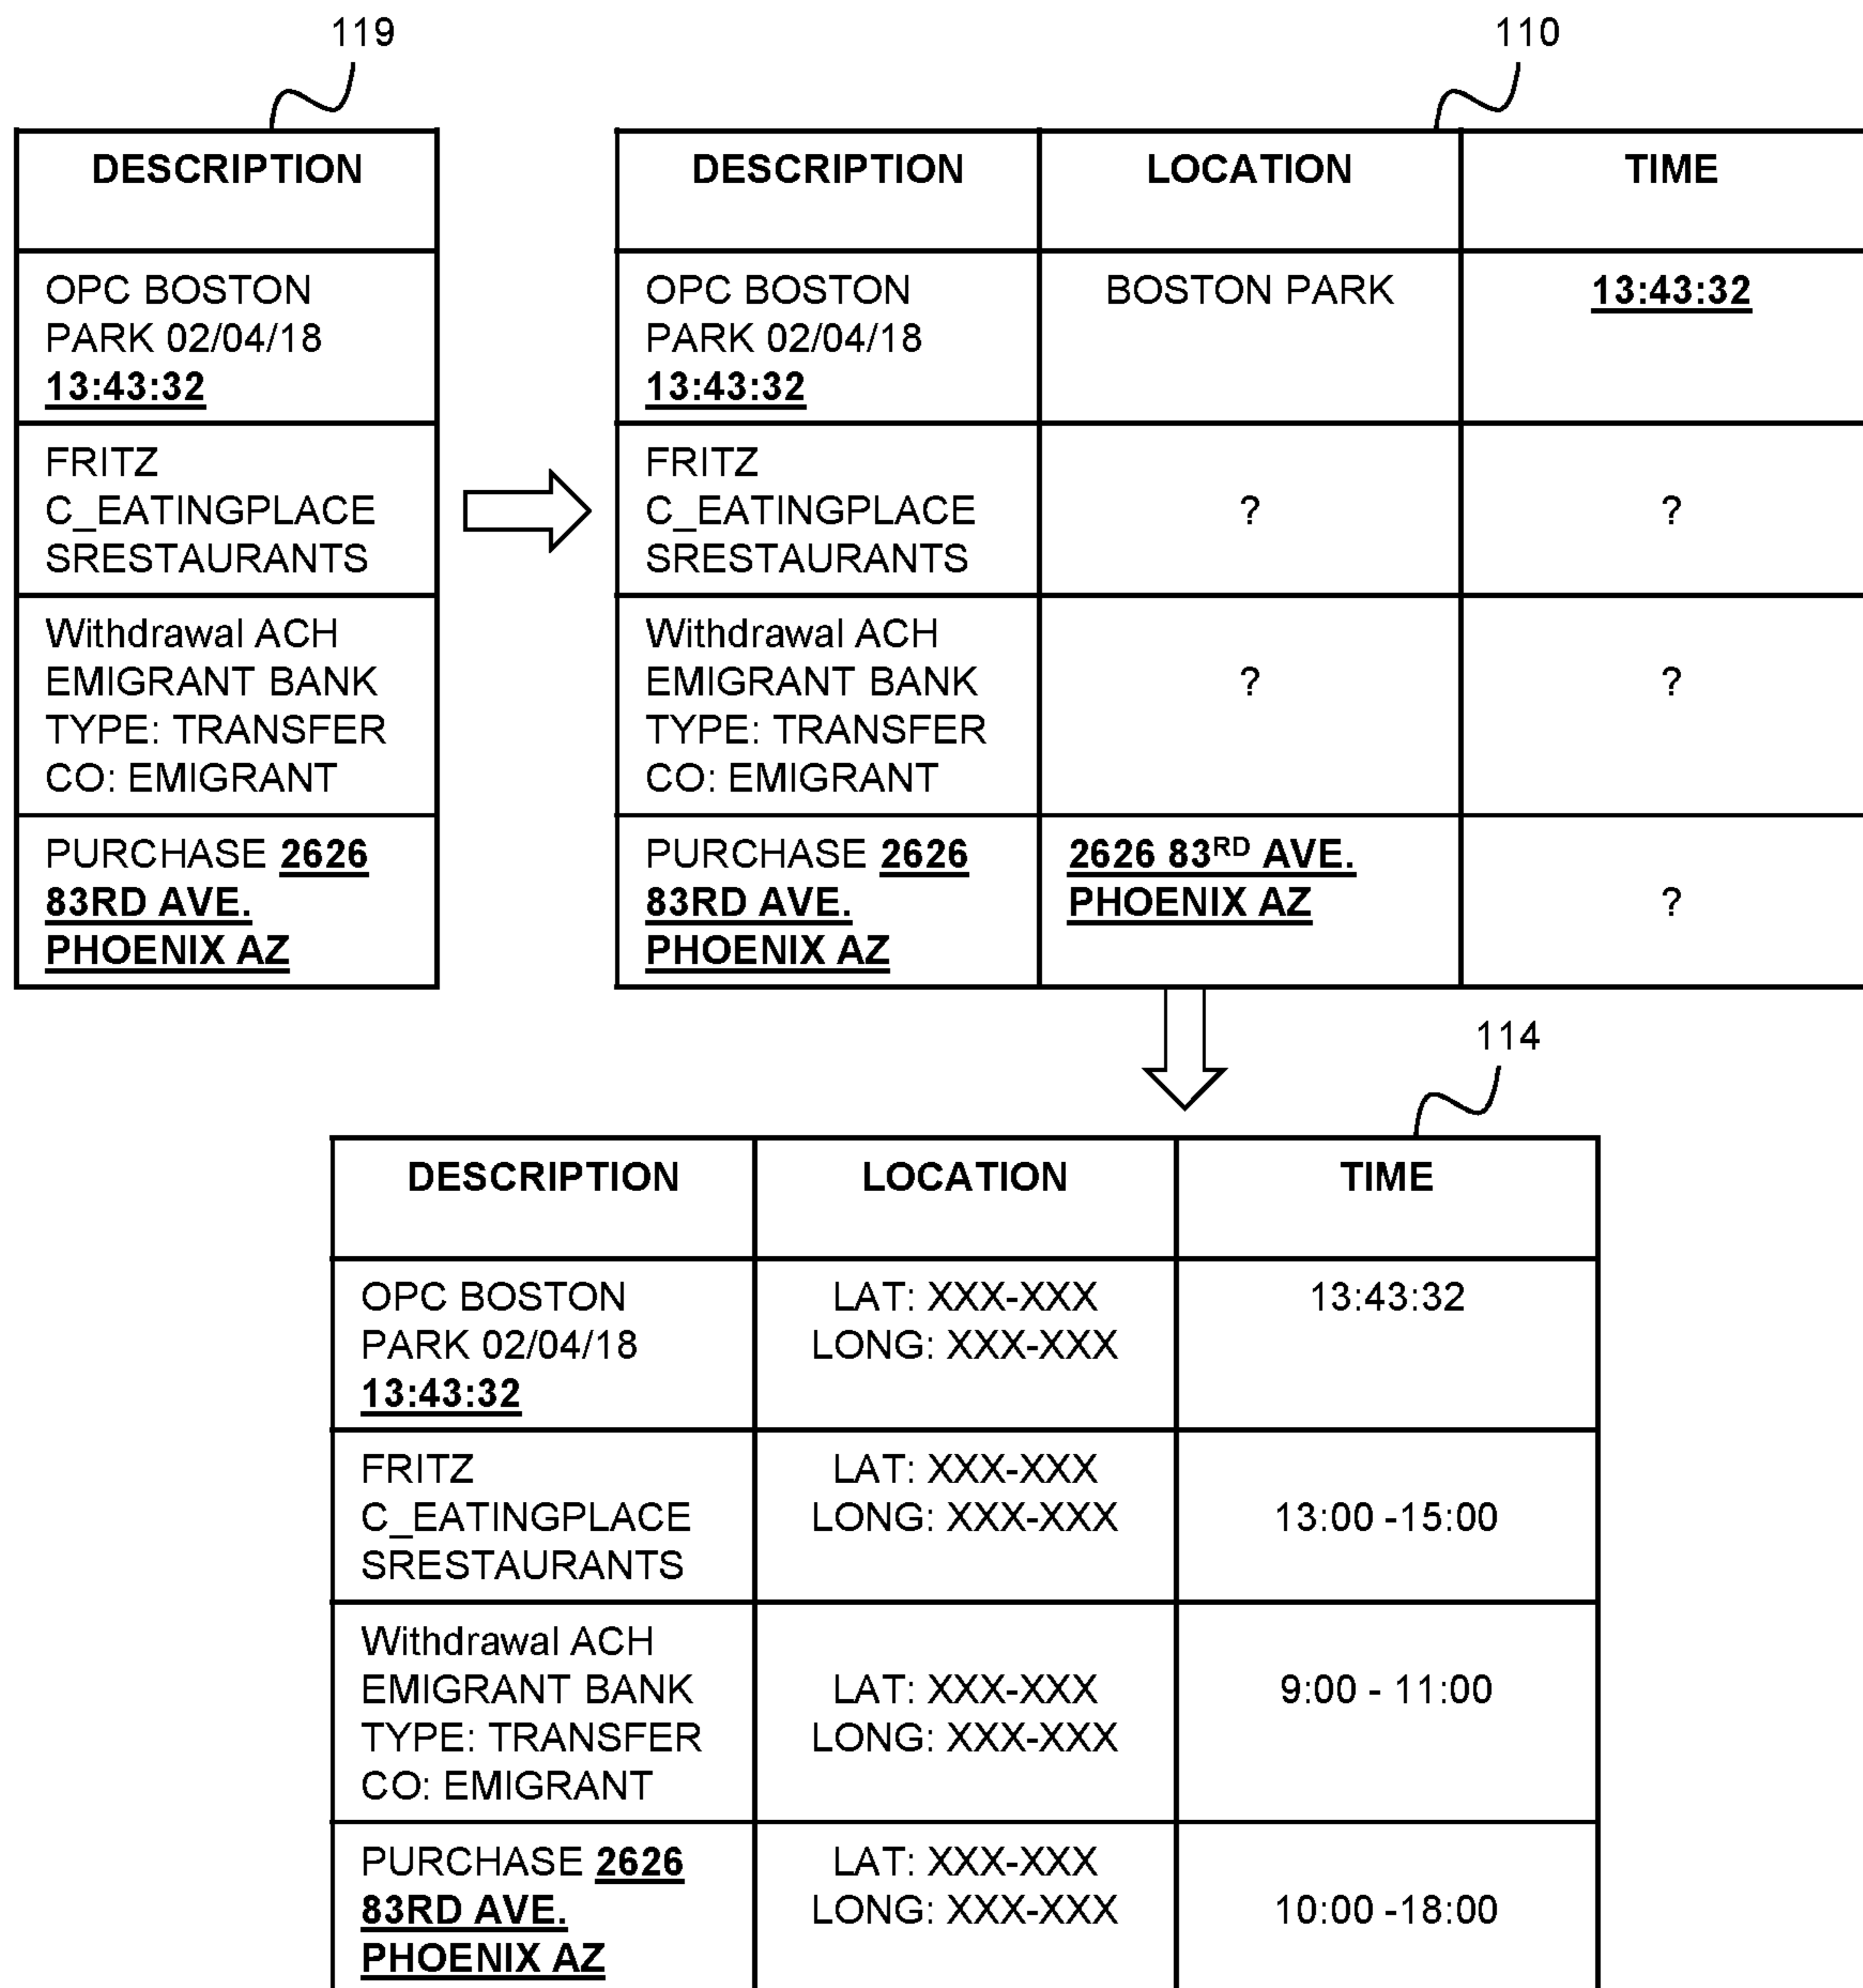 119
DESCRIPTION
OPC BOSTON
PARK 02/04/18
13:43:32
FRITZ
C_EATINGPLACE
SRESTAURANTS
Withdrawal ACH
EMIGRANT BANK
TYPE: TRANSFER
CO: EMIGRANT
PURCHASE 2626
83RD AVE.
PHOENIX AZ
110
DESCRIPTION LOCATION TIME
OPC BOSTON
PARK 02/04/18
13:43:32
BOSTON PARK
13:43:32
FRITZ
C_EATINGPLACE
SRESTAURANTS
?
?
Withdrawal ACH
EMIGRANT BANK
TYPE: TRANSFER
CO: EMIGRANT
?
?
PURCHASE 2626
83RD AVE.
PHOENIX AZ
2626 83RD AVE.
PHOENIX AZ
?
114
DESCRIPTION LOCATION TIME
OPC BOSTON
PARK 02/04/18
13:43:32
LAT: XXX-XXX
LONG: XXX-XXX
13:43:32
FRITZ
C_EATINGPLACE
SRESTAURANTS
LAT: XXX-XXX
LONG: XXX-XXX
13:00 -15:00
Withdrawal ACH
EMIGRANT BANK
TYPE: TRANSFER
CO: EMIGRANT
LAT: XXX-XXX
LONG: XXX-XXX
9:00 - 11:00
PURCHASE 2626
83RD AVE.
PHOENIX AZ
LAT: XXX-XXX
LONG: XXX-XXX
10:00 -18:00